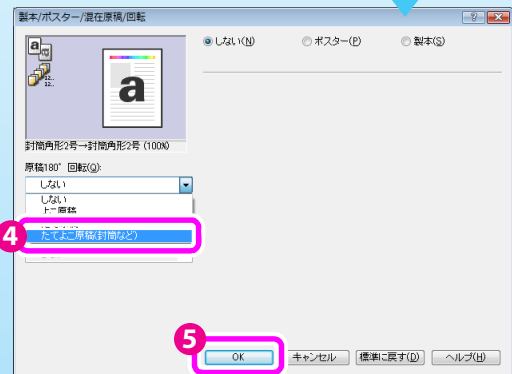 製本/ポスター/混在原稿/回転
しない(N) ポスター(P) 製本(S)
a
a
12..
12..
a
封筒角形2号→封筒角形2号 (100%)
原稿180° 回転(O):
しない
しない
よこ原稿
4
たてよこ原稿(封筒など)
5
OK キャンセル 標準に戻す(D) ヘルプ(H)